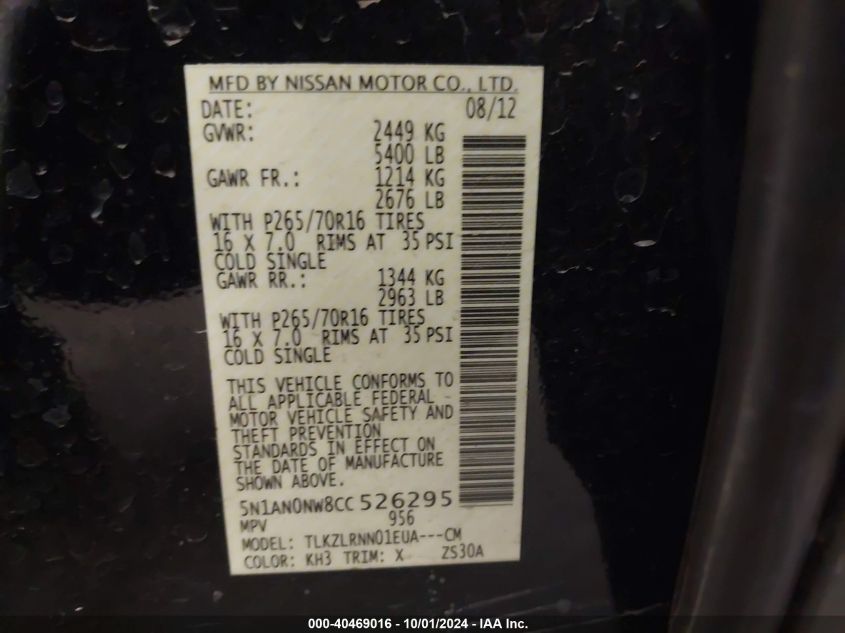 MFD BY NISSAN MOTOR CO., LTD.
DATE: 08/12
GVWR: 2449 KG
5400 LB
GAWR FR.: 1214 KG
2676 LB
WITH P265/70R16 TIRES
16 X 7.0 RIMS AT 35 PSI
COLD SINGLE
GAWR RR.: 1344 KG
2963 LB
WITH P265/70R16 TIRES
16 X 7.0 RIMS AT 35 PSI
COLD SINGLE
THIS VEHICLE CONFORMS TO
ALL APPLICABLE FEDERAL
MOTOR VEHICLE SAFETY AND
THEFT PREVENTION
STANDARDS IN EFFECT ON
THE DATE OF MANUFACTURE
SHOWN ABOVE.
5N1AN0NW8CC 526295
MPV 956
MODEL: TLKZLRNN01EUA---CM
COLOR: KH3 TRIM: X ZS30A
000-40469016 - 10/01/2024 - IAA Inc.